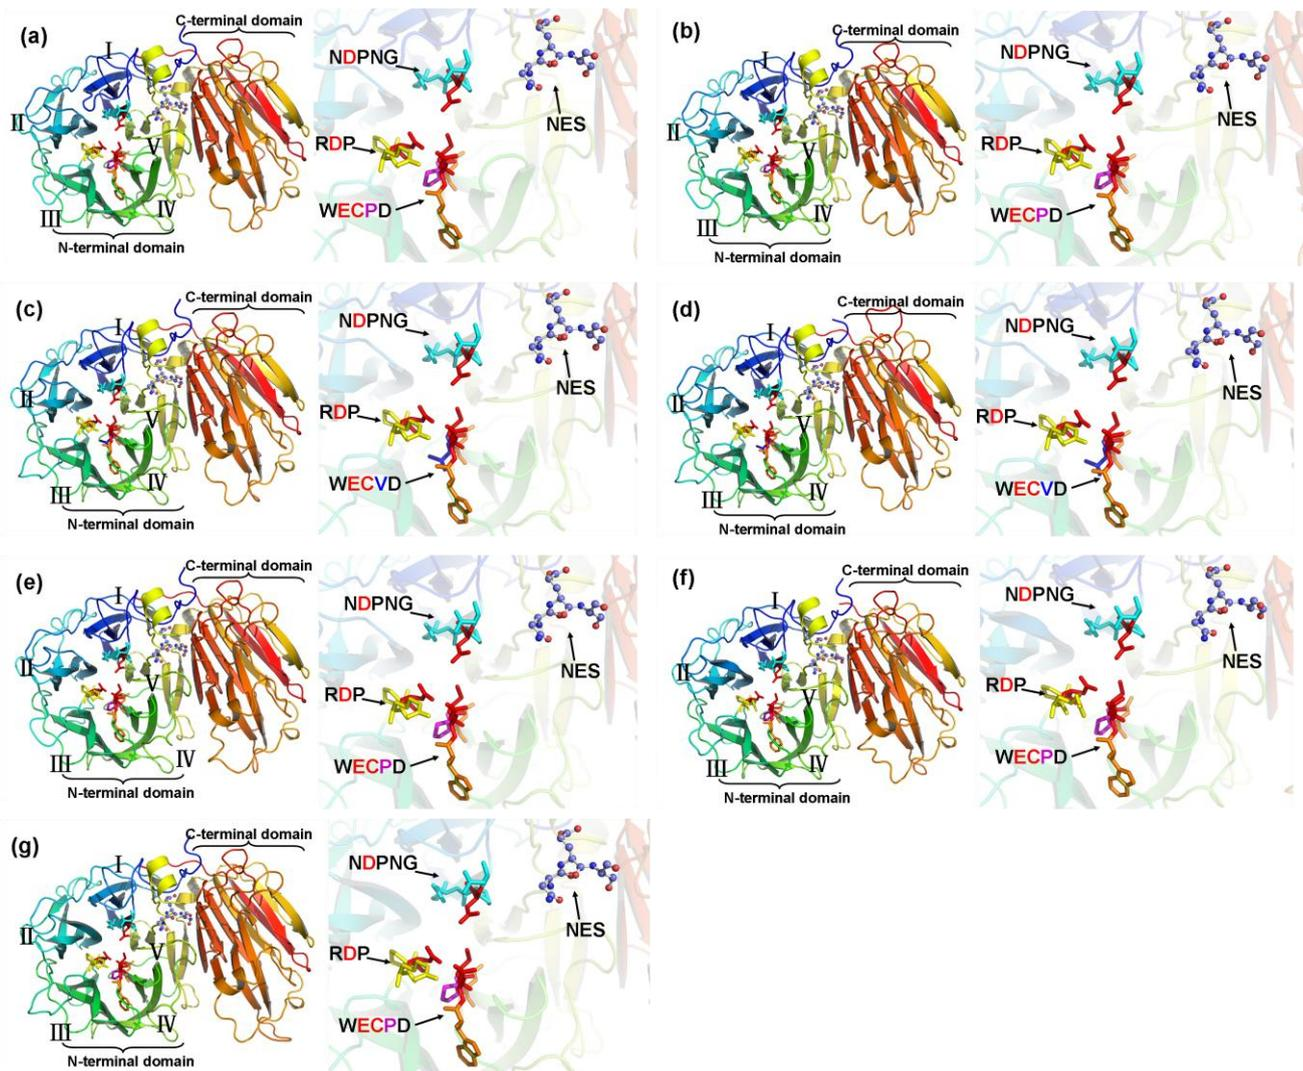 (a)
C-terminal domain
I
II
III
IV
V
N-terminal domain
NDPNG
NES
RDP
WECPD
(b)
C-terminal domain
I
II
III
IV
V
N-terminal domain
NDPNG
NES
RDP
WECPD
(c)
C-terminal domain
I
II
III
IV
V
N-terminal domain
NDPNG
NES
RDP
WECVD
(d)
C-terminal domain
I
II
III
IV
V
N-terminal domain
NDPNG
NES
RDP
WECVD
(e)
C-terminal domain
I
II
III
IV
V
N-terminal domain
NDPNG
NES
RDP
WECPD
(f)
C-terminal domain
I
II
III
IV
V
N-terminal domain
NDPNG
NES
RDP
WECPD
(g)
C-terminal domain
I
II
III
IV
V
N-terminal domain
NDPNG
NES
RDP
WECPD